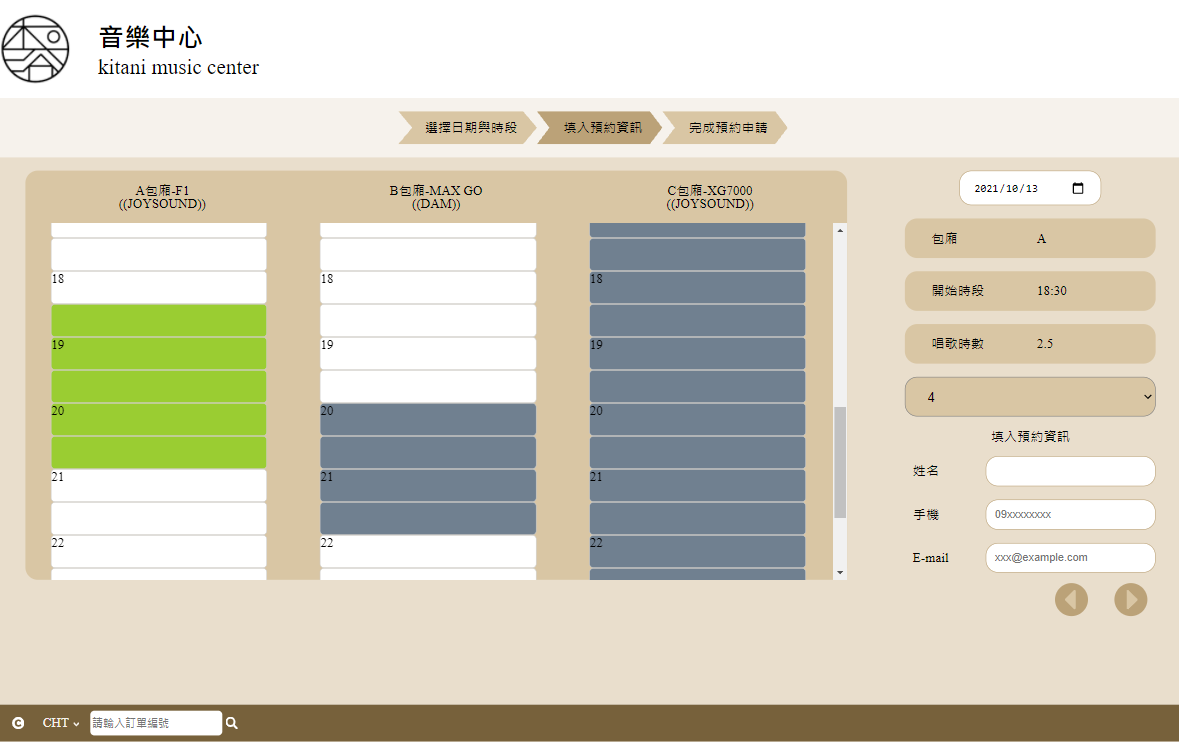 音樂中心
kitani music center
選擇日期與時段
填入預約資訊
完成預約申請
A包廂-F1
((JOYSOUND))
B包廂-MAX GO
((DAM))
C包廂-XG7000
((JOYSOUND))
18
18
18
19
19
19
20
20
20
21
21
21
22
22
22
2021/10/13
包廂 A
開始時段 18:30
唱歌時數 2.5
4
填入預約資訊
姓名
手機 09xxxxxxxx
E-mail xxx@example.com
C CHT 請輸入訂單編號